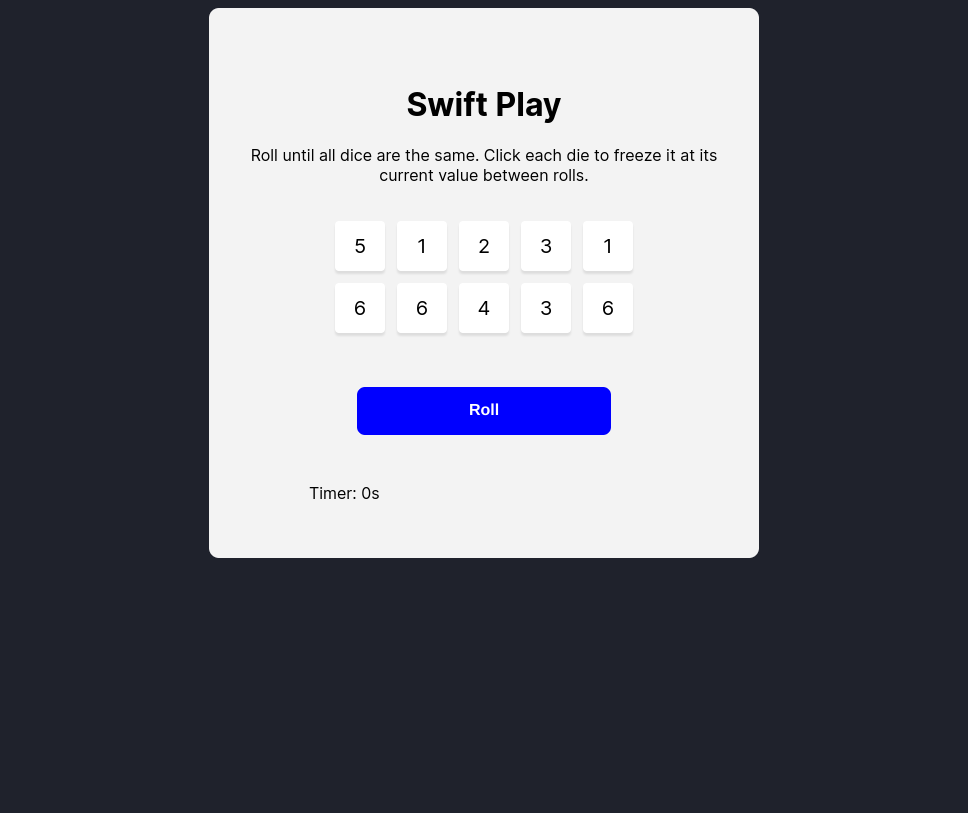 Swift Play
Roll until all dice are the same. Click each die to freeze it at its
current value between rolls.
5 1 2 3 1
6 6 4 3 6
Roll
Timer: 0s